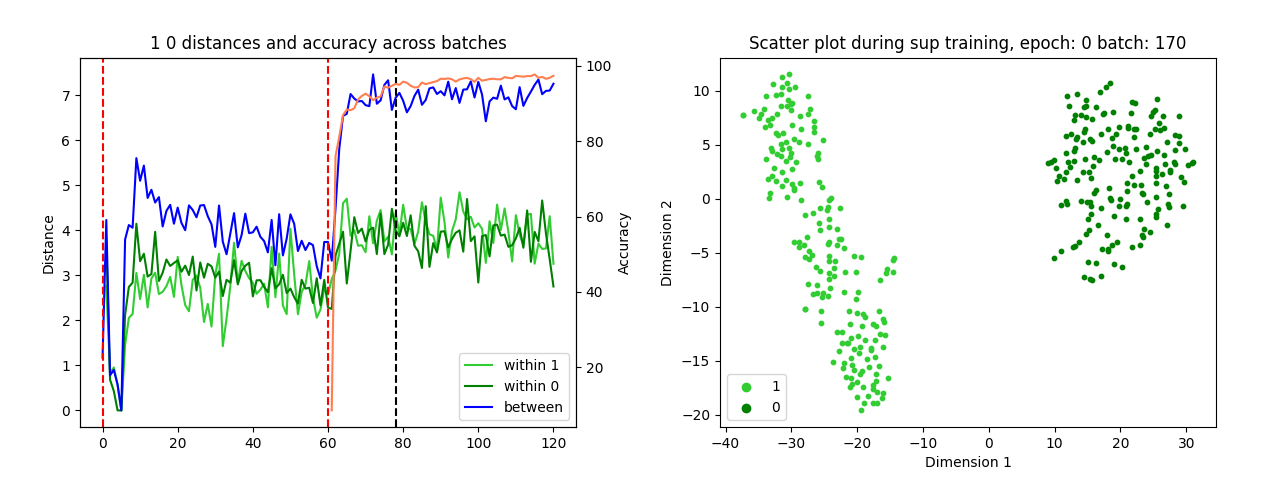 1 0 distances and accuracy across batches
Distance
7
6
5
4
3
2
1
0
0 20 40 60 80 100 120
Accuracy
100
80
60
40
20
within 1
within 0
between
Scatter plot during sup training, epoch: 0 batch: 170
Dimension 2
10
5
0
−5
−10
−15
−20
−40 −30 −20 −10 0 10 20 30
Dimension 1
1
0